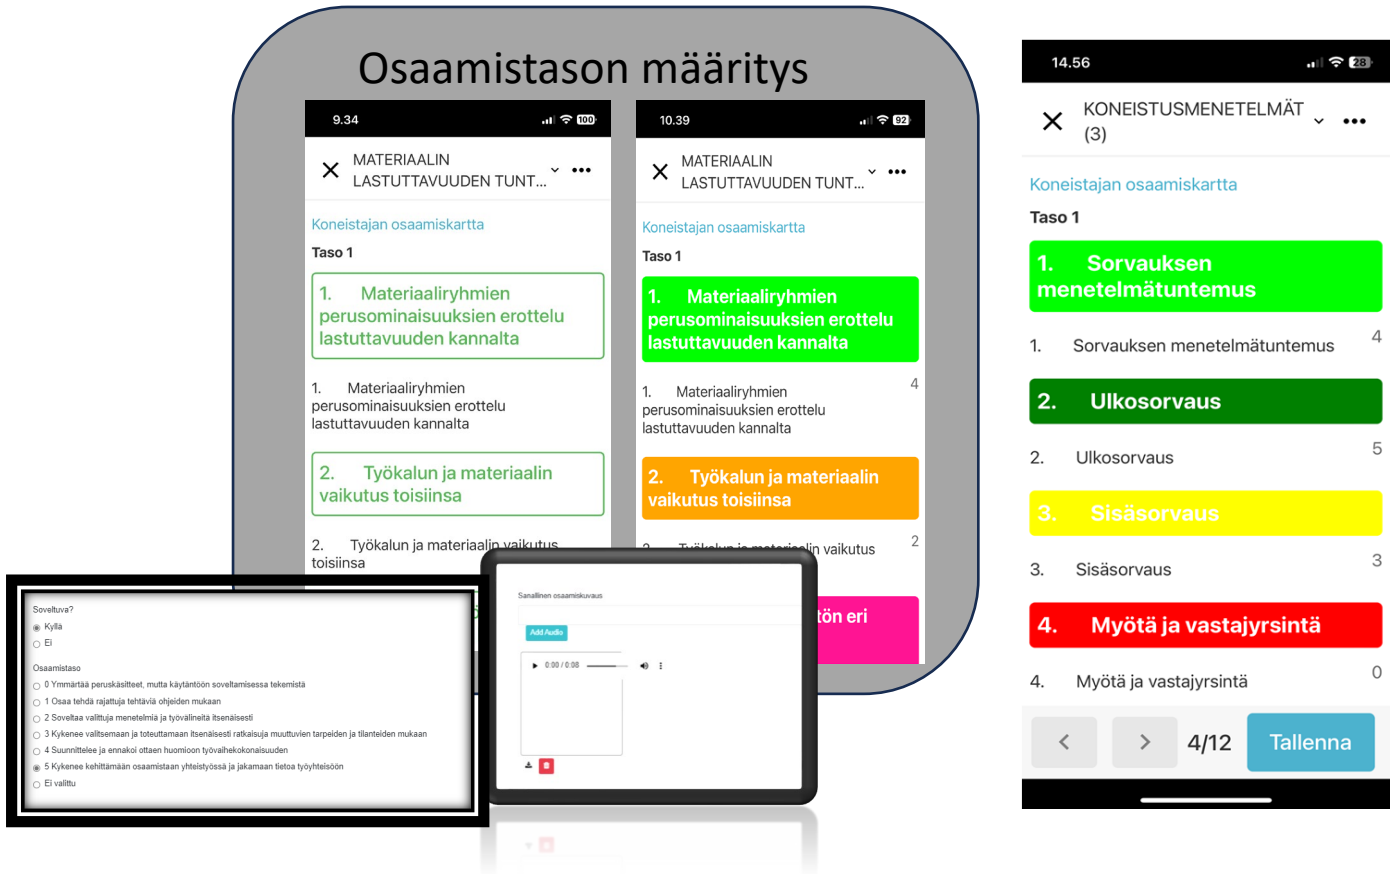 Osaamistason määritys
9.34
100
MATERIAALIN
LASTUTTAVUUDEN TUNT...
Koneistajan osaamiskartta
Taso 1
1. Materiaaliryhmien
perusominaisuuksien erottelu
lastuttavuuden kannalta
1. Materiaaliryhmien
perusominaisuuksien erottelu
lastuttavuuden kannalta
2. Työkalun ja materiaalin
vaikutus toisiinsa
2. Työkalun ja materiaalin vaikutus
toisiinsa
10.39
92
MATERIAALIN
LASTUTTAVUUDEN TUNT...
Koneistajan osaamiskartta
Taso 1
1. Materiaaliryhmien
perusominaisuuksien erottelu
lastuttavuuden kannalta
1. Materiaaliryhmien 4
perusominaisuuksien erottelu
lastuttavuuden kannalta
2. Työkalun ja materiaalin
vaikutus toisiinsa
2. Työkalun ja materiaalin vaikutus 2
tön eri
Soveltuva?
Kyllä
Ei
Osaamistaso
0 Ymmärtää peruskäsitteet, mutta käytäntöön soveltamisessa tekemistä
1 Osaa tehdä rajattuja tehtäviä ohjeiden mukaan
2 Soveltaa valittuja menetelmiä ja työvälineitä itsenäisesti
3 Kykenee valitsemaan ja toteuttamaan itsenäisesti ratkaisuja muuttuvien tarpeiden ja tilanteiden mukaan
4 Suunnittelee ja ennakoi ottaen huomioon työvaihekokonaisuuden
5 Kykenee kehittämään osaamistaan yhteistyössä ja jakamaan tietoa työyhteisöön
Ei valittu
Sanallinen osaamiskuvaus
Add Audio
0:00 / 0:08
14.56
28
KONEISTUSMENETELMÄT
(3)
Koneistajan osaamiskartta
Taso 1
1. Sorvauksen
menetelmätuntemus
1. Sorvauksen menetelmätuntemus 4
2. Ulkosorvaus
2. Ulkosorvaus 5
3. Sisäsorvaus
3. Sisäsorvaus 3
4. Myötä ja vastajyrsintä
4. Myötä ja vastajyrsintä 0
4/12
Tallenna